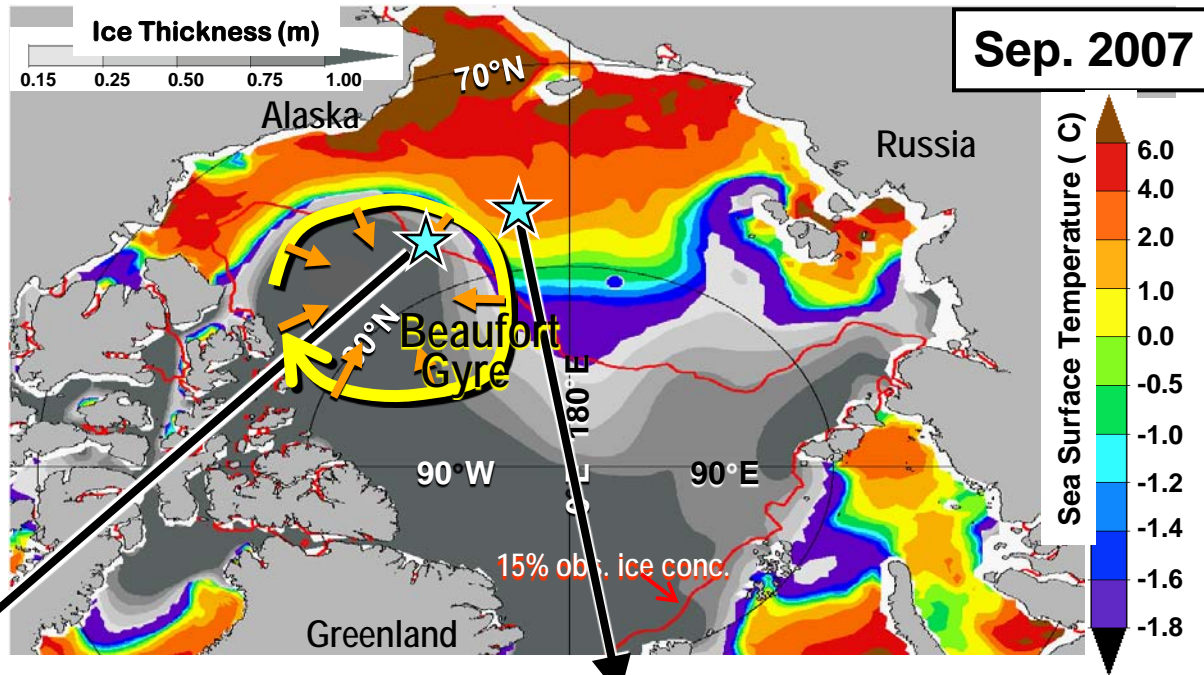 Ice Thickness (m)
0.15 0.25 0.50 0.75 1.00
Sep. 2007
70°N
Alaska
Russia
Sea Surface Temperature ( C)
6.0
4.0
2.0
1.0
0.0
-0.5
-1.0
-1.2
-1.4
-1.6
-1.8
80°N
Beaufort
Gyre
180°E
90°W
90°E
15% obs. ice conc.
Greenland